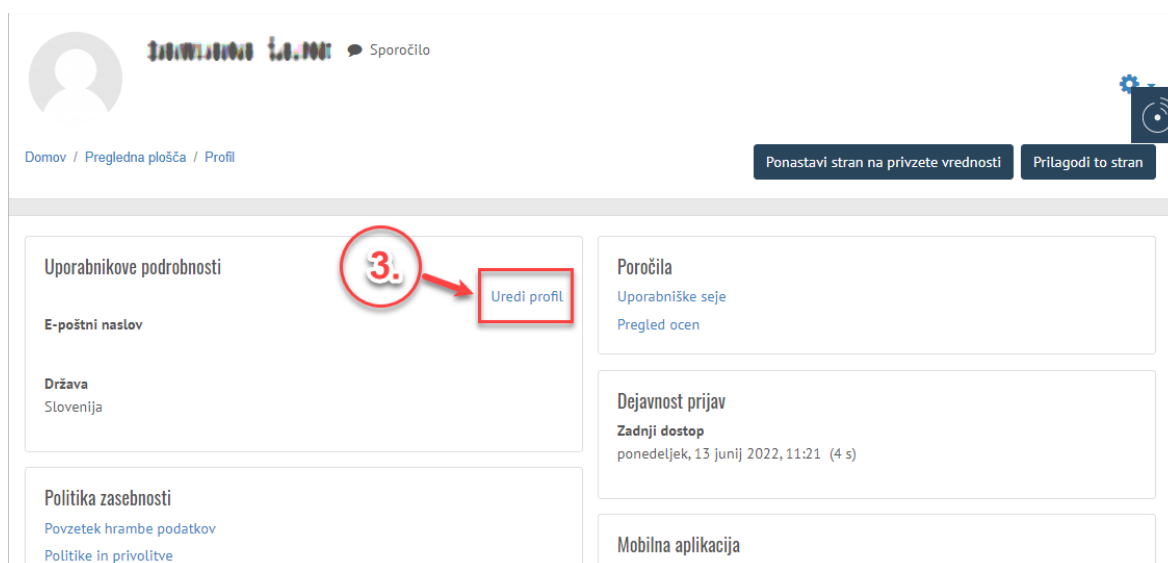 Sporočilo
Domov / Pregledna plošča / Profil
Ponastavi stran na privzete vrednosti
Prilagodi to stran
Uporabnikove podrobnosti
3.
Uredi profil
E-poštni naslov
Država
Slovenija
Politika zasebnosti
Povzetek hrambe podatkov
Politike in privolitve
Poročila
Uporabniške seje
Pregled ocen
Dejavnost prijav
Zadnji dostop
ponedeljek, 13 junij 2022, 11:21 (4 s)
Mobilna aplikacija